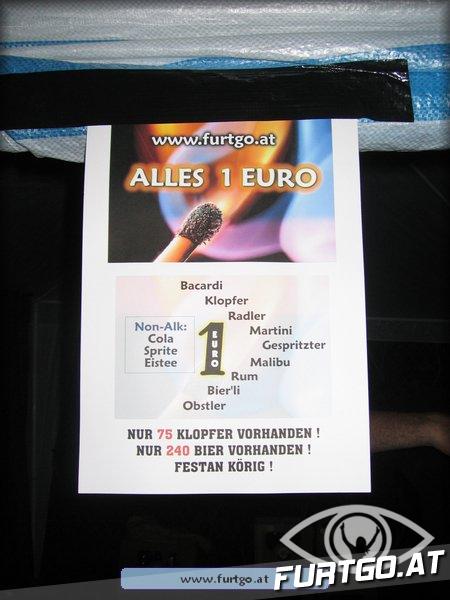 www.furtgo.at
ALLES 1 EURO
Bacardi
Klopfer
Radler
Martini
Gespritzter
Malibu
Rum
Bier'li
Obstler
Non-Alk:
Cola
Sprite
Eistee
1
EURO
NUR 75 KLOPFER VORHANDEN !
NUR 240 BIER VORHANDEN !
FESTAN KÖRIG !
www.furtgo.at
FURTGO.AT